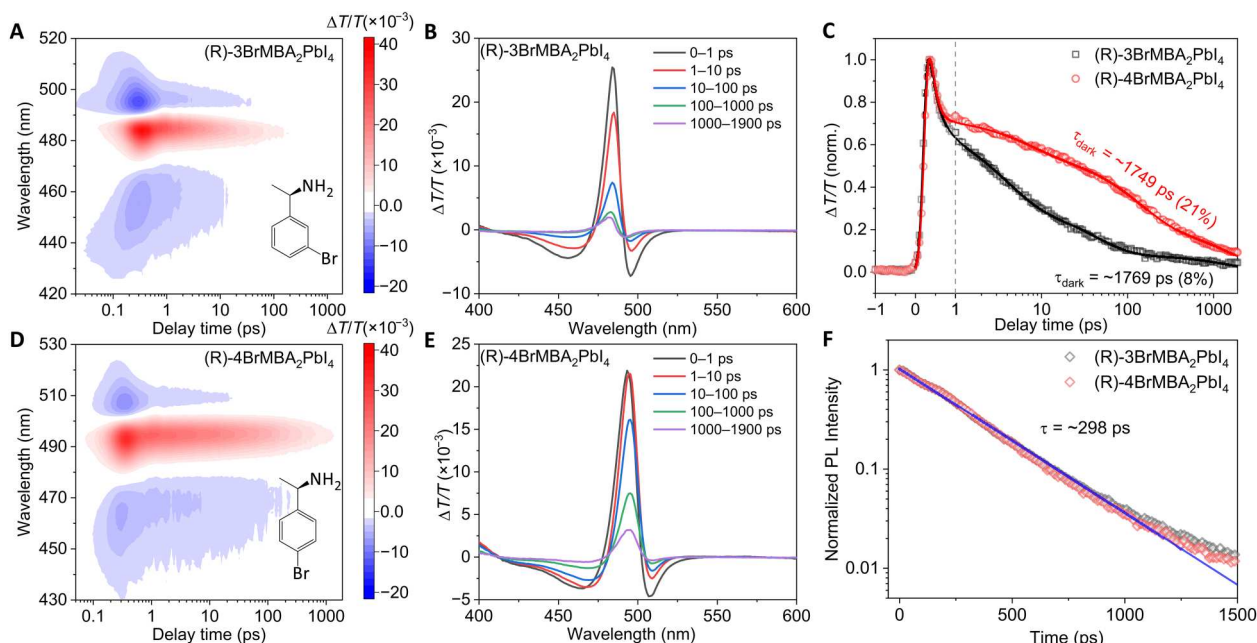 A
ΔT/T(×10⁻³)
(R)-3BrMBA₂PbI₄
520
500
480
460
440
420
Wavelength (nm)
0.1
1
10
100
1000
Delay time (ps)
40
30
20
10
0.0
−10
−20
NH₂
Br
B
(R)-3BrMBA₂PbI₄
0–1 ps
1–10 ps
10–100 ps
100–1000 ps
1000–1900 ps
30
20
10
0
−10
ΔT/T (×10⁻³)
400
450
500
550
600
Wavelength (nm)
C
(R)-3BrMBA₂PbI₄
(R)-4BrMBA₂PbI₄
1.0
0.8
0.6
0.4
0.2
0.0
ΔT/T (norm.)
τdark = ~1749 ps (21%)
τdark = ~1769 ps (8%)
−1
0
1
10
100
1000
Delay time (ps)
D
ΔT/T(×10⁻³)
(R)-4BrMBA₂PbI₄
530
510
490
470
450
430
Wavelength (nm)
0.1
1
10
100
1000
Delay time (ps)
40
30
20
10
0.0
−10
−20
NH₂
Br
E
(R)-4BrMBA₂PbI₄
0–1 ps
1–10 ps
10–100 ps
100–1000 ps
1000–1900 ps
25
20
15
10
5
0
−5
ΔT/T (×10⁻³)
400
450
500
550
600
Wavelength (nm)
F
(R)-3BrMBA₂PbI₄
(R)-4BrMBA₂PbI₄
τ = ~298 ps
1
0.1
0.01
Normalized PL Intensity
0
500
750
1000
1250
1500
Time (ps)